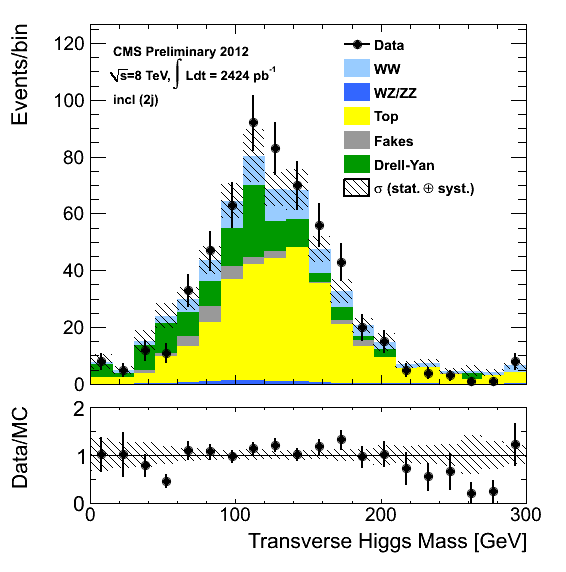 Events/bin
120
100
80
60
40
20
0
CMS Preliminary 2012
√s=8 TeV, ∫ Ldt = 2424 pb⁻¹
incl (2j)
Data
WW
WZ/ZZ
Top
Fakes
Drell-Yan
σ (stat. ⊕ syst.)
Data/MC
2
1
0
0 100 200 300
Transverse Higgs Mass [GeV]